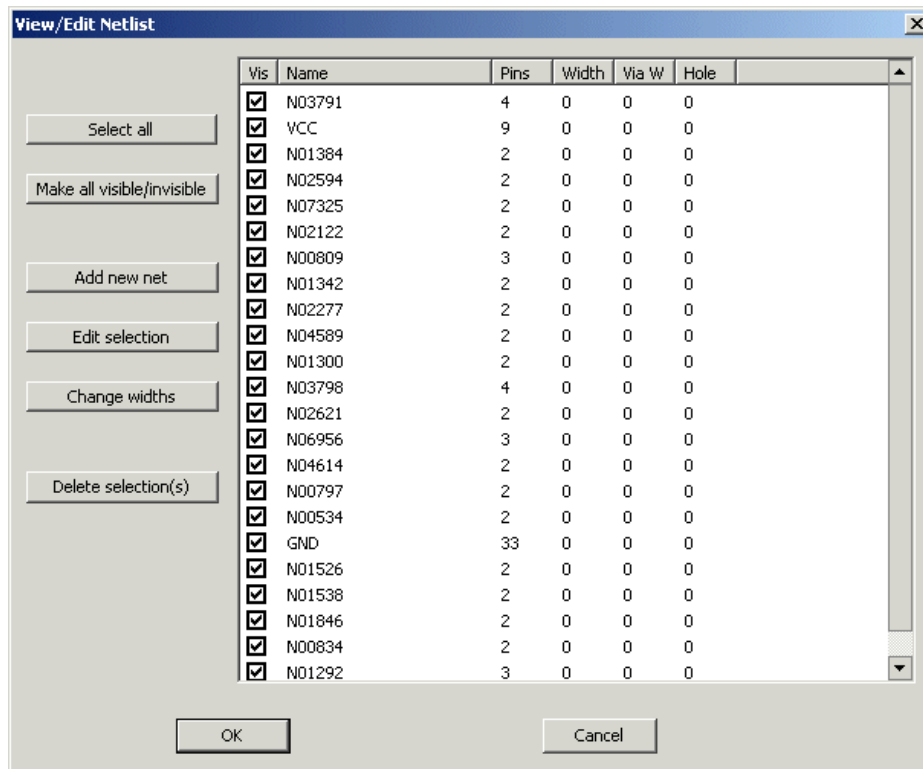 View/Edit Netlist
Vis Name Pins Width Via W Hole
N03791 4 0 0 0
Select all
VCC 9 0 0 0
N01384 2 0 0 0
Make all visible/invisible
N02594 2 0 0 0
N07325 2 0 0 0
N02122 2 0 0 0
N00809 3 0 0 0
Add new net
N01342 2 0 0 0
N02277 2 0 0 0
Edit selection
N04589 2 0 0 0
N01300 2 0 0 0
Change widths
N03798 4 0 0 0
N02621 2 0 0 0
N06956 3 0 0 0
N04614 2 0 0 0
Delete selection(s)
N00797 2 0 0 0
N00534 2 0 0 0
GND 33 0 0 0
N01526 2 0 0 0
N01538 2 0 0 0
N01846 2 0 0 0
N00834 2 0 0 0
N01292 3 0 0 0
OK Cancel